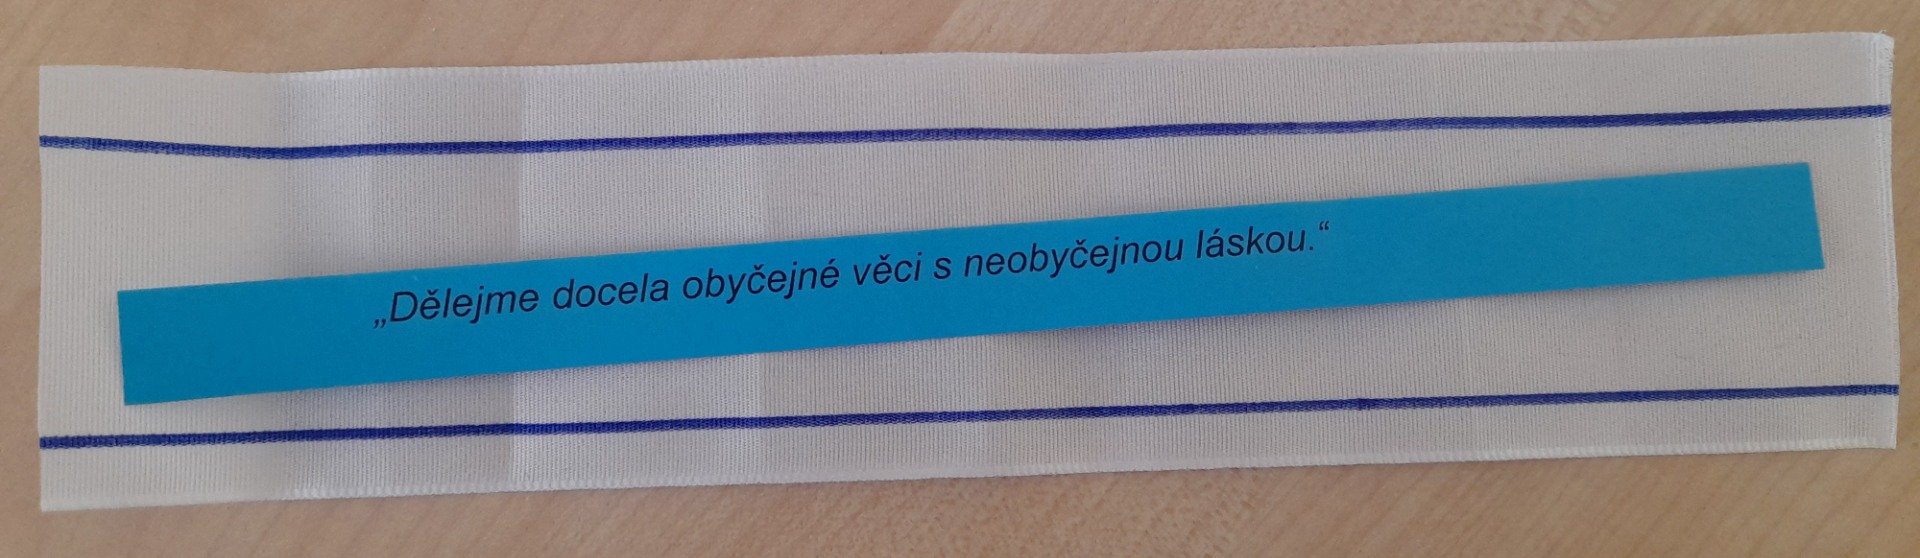 „Dělejme docela obyčejné věci s neobyčejnou láskou.“